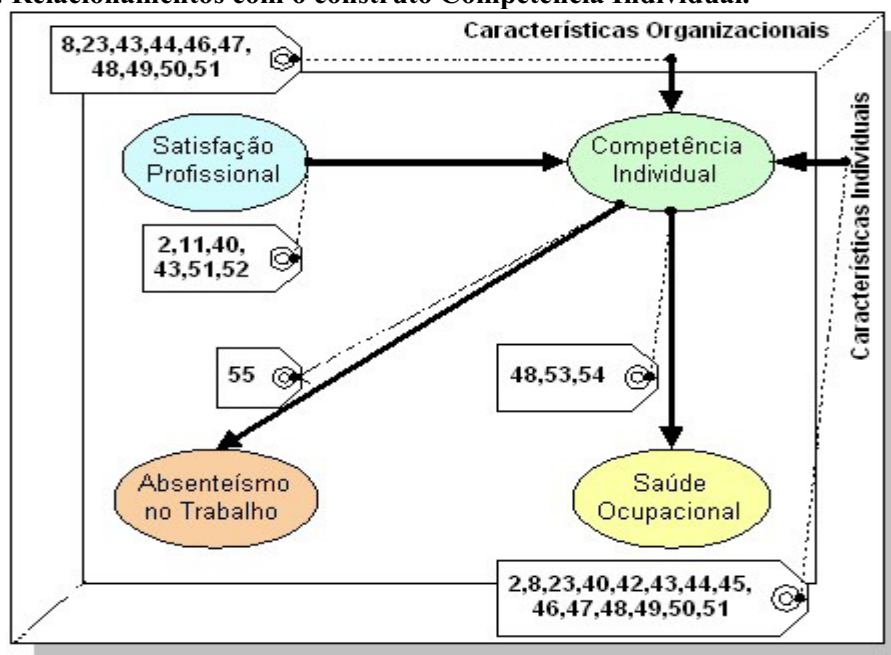 Relacionamentos com o construto Competência Individual.
Características Organizacionais
8,23,43,44,46,47,
48,49,50,51
Satisfação
Profissional
Competência
Individual
Características Individuais
2,11,40,
43,51,52
55
48,53,54
Absenteísmo
no Trabalho
Saúde
Ocupacional
2,8,23,40,42,43,44,45,
46,47,48,49,50,51